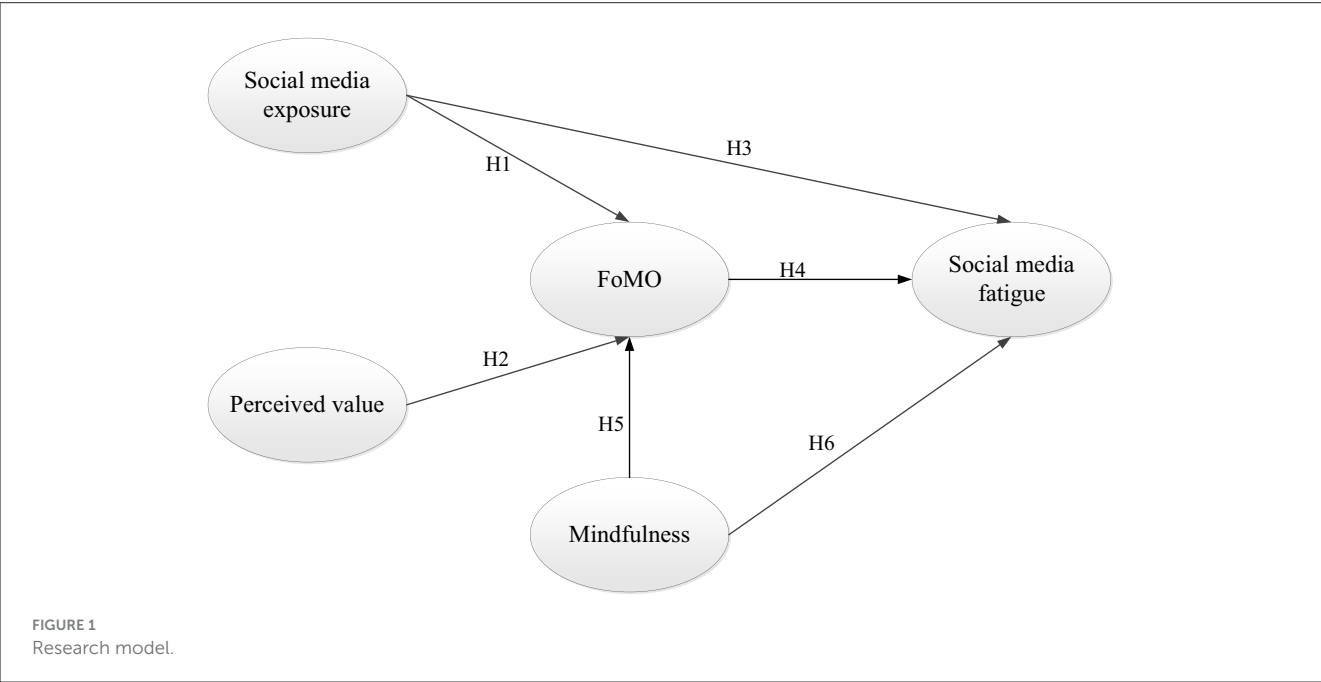 Social media
exposure
H3
H1
FoMO
H4
Social media
fatigue
H2
Perceived value
H5
H6
Mindfulness
FIGURE 1
Research model.